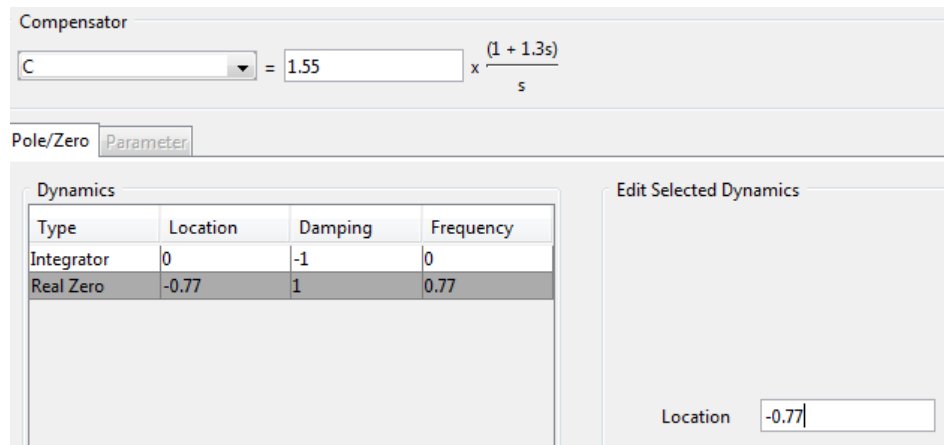 Compensator
C = 1.55 x (1 + 1.3s)
s
Pole/Zero Parameter
Dynamics
Edit Selected Dynamics
Type Location Damping Frequency
Integrator 0 -1 0
Real Zero -0.77 1 0.77
Location -0.77